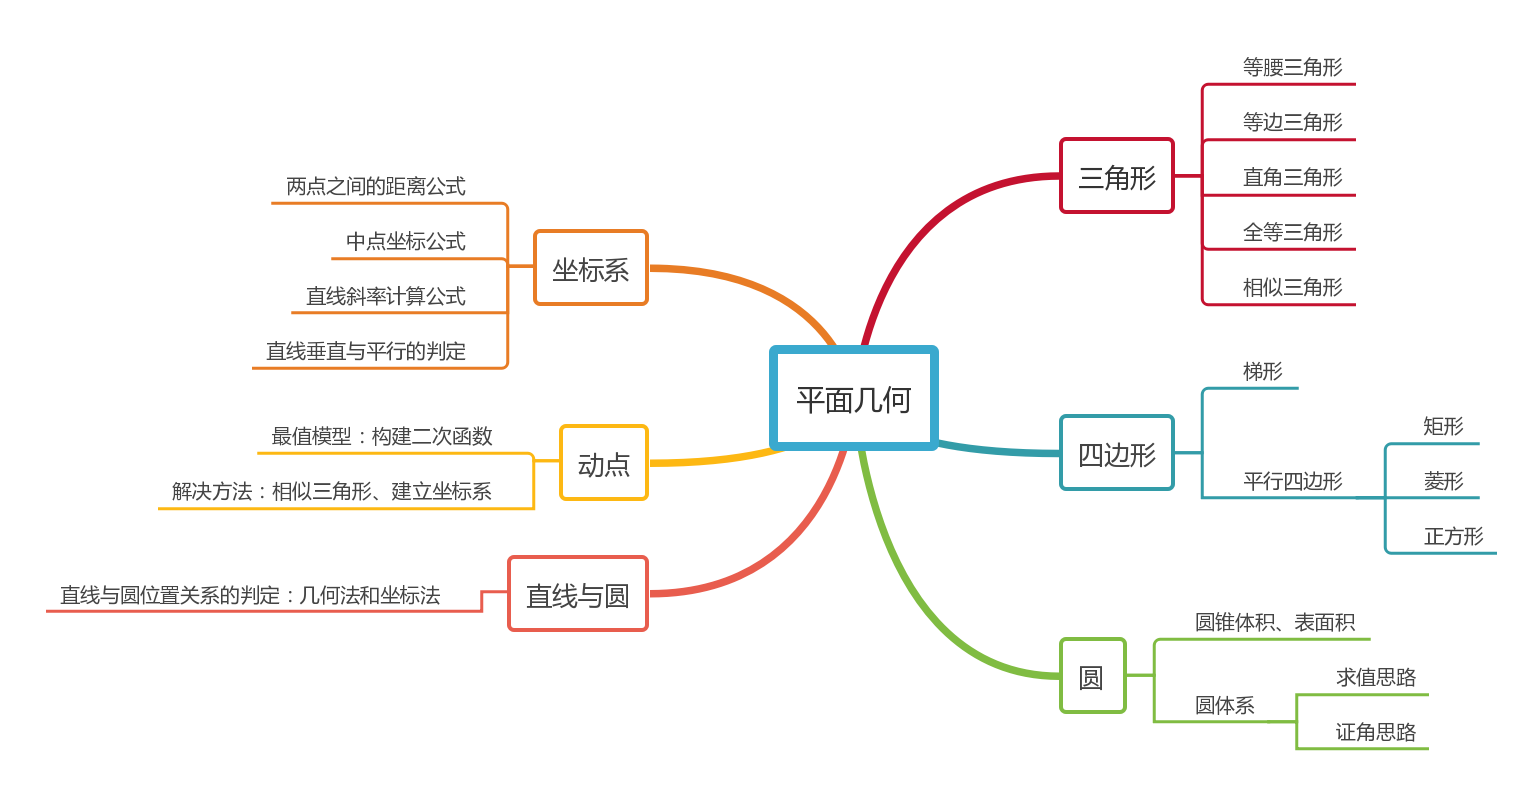 平面几何
三角形
等腰三角形
等边三角形
直角三角形
全等三角形
相似三角形
四边形
梯形
平行四边形
矩形
菱形
正方形
圆
圆锥体积、表面积
圆体系
求值思路
证角思路
坐标系
两点之间的距离公式
中点坐标公式
直线斜率计算公式
直线垂直与平行的判定
动点
最值模型：构建二次函数
解决方法：相似三角形、建立坐标系
直线与圆
直线与圆位置关系的判定：几何法和坐标法